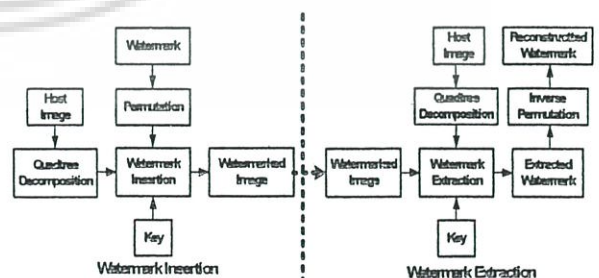 Watermark
Host
Image
Permutation
Quadtree
Decomposition
Watermark
Insertion
Watermarked
Image
Key
Watermark Insertion
Host
Image
Reconstructed
Watermark
Quadtree
Decomposition
Inverse
Permutation
Watermarked
Image
Watermark
Extraction
Extracted
Watermark
Key
Watermark Extraction